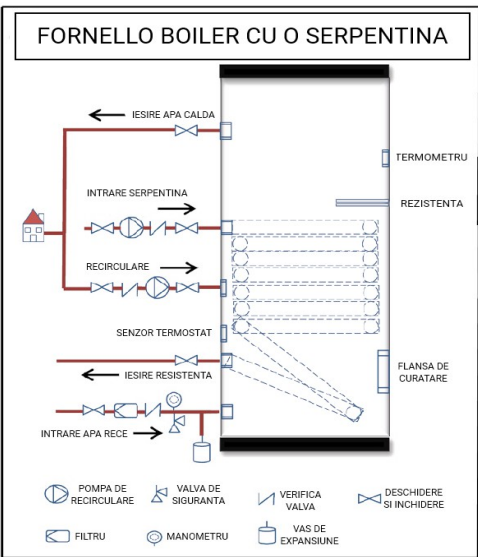 FORNELLO BOILER CU O SERPENTINA
IESIRE APA CALDA
TERMOMETRU
INTRARE SERPENTINA
REZISTENTA
RECIRCULARE
SENZOR TERMOSTAT
IESIRE RESISTENTA
FLANSA DE
CURATARE
INTRARE APA RECE
POMPA DE
RECIRCULARE
VALVA DE
SIGURANTA
VERIFICA
VALVA
DESCHIDERE
SI INCHIDERE
FILTRU
MANOMETRU
VAS DE
EXPANSIUNE